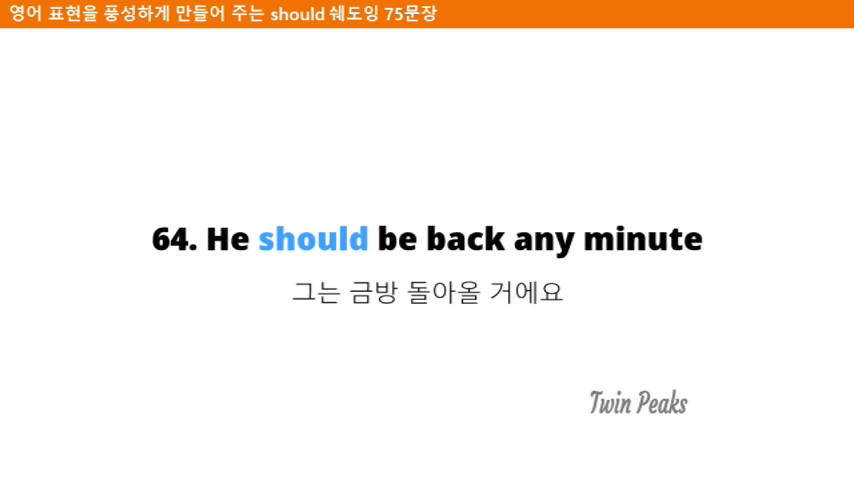 영어 표현을 풍성하게 만들어 주는 should 쉐도잉 75문장
64. He should be back any minute
그는 금방 돌아올 거에요
Twin Peaks